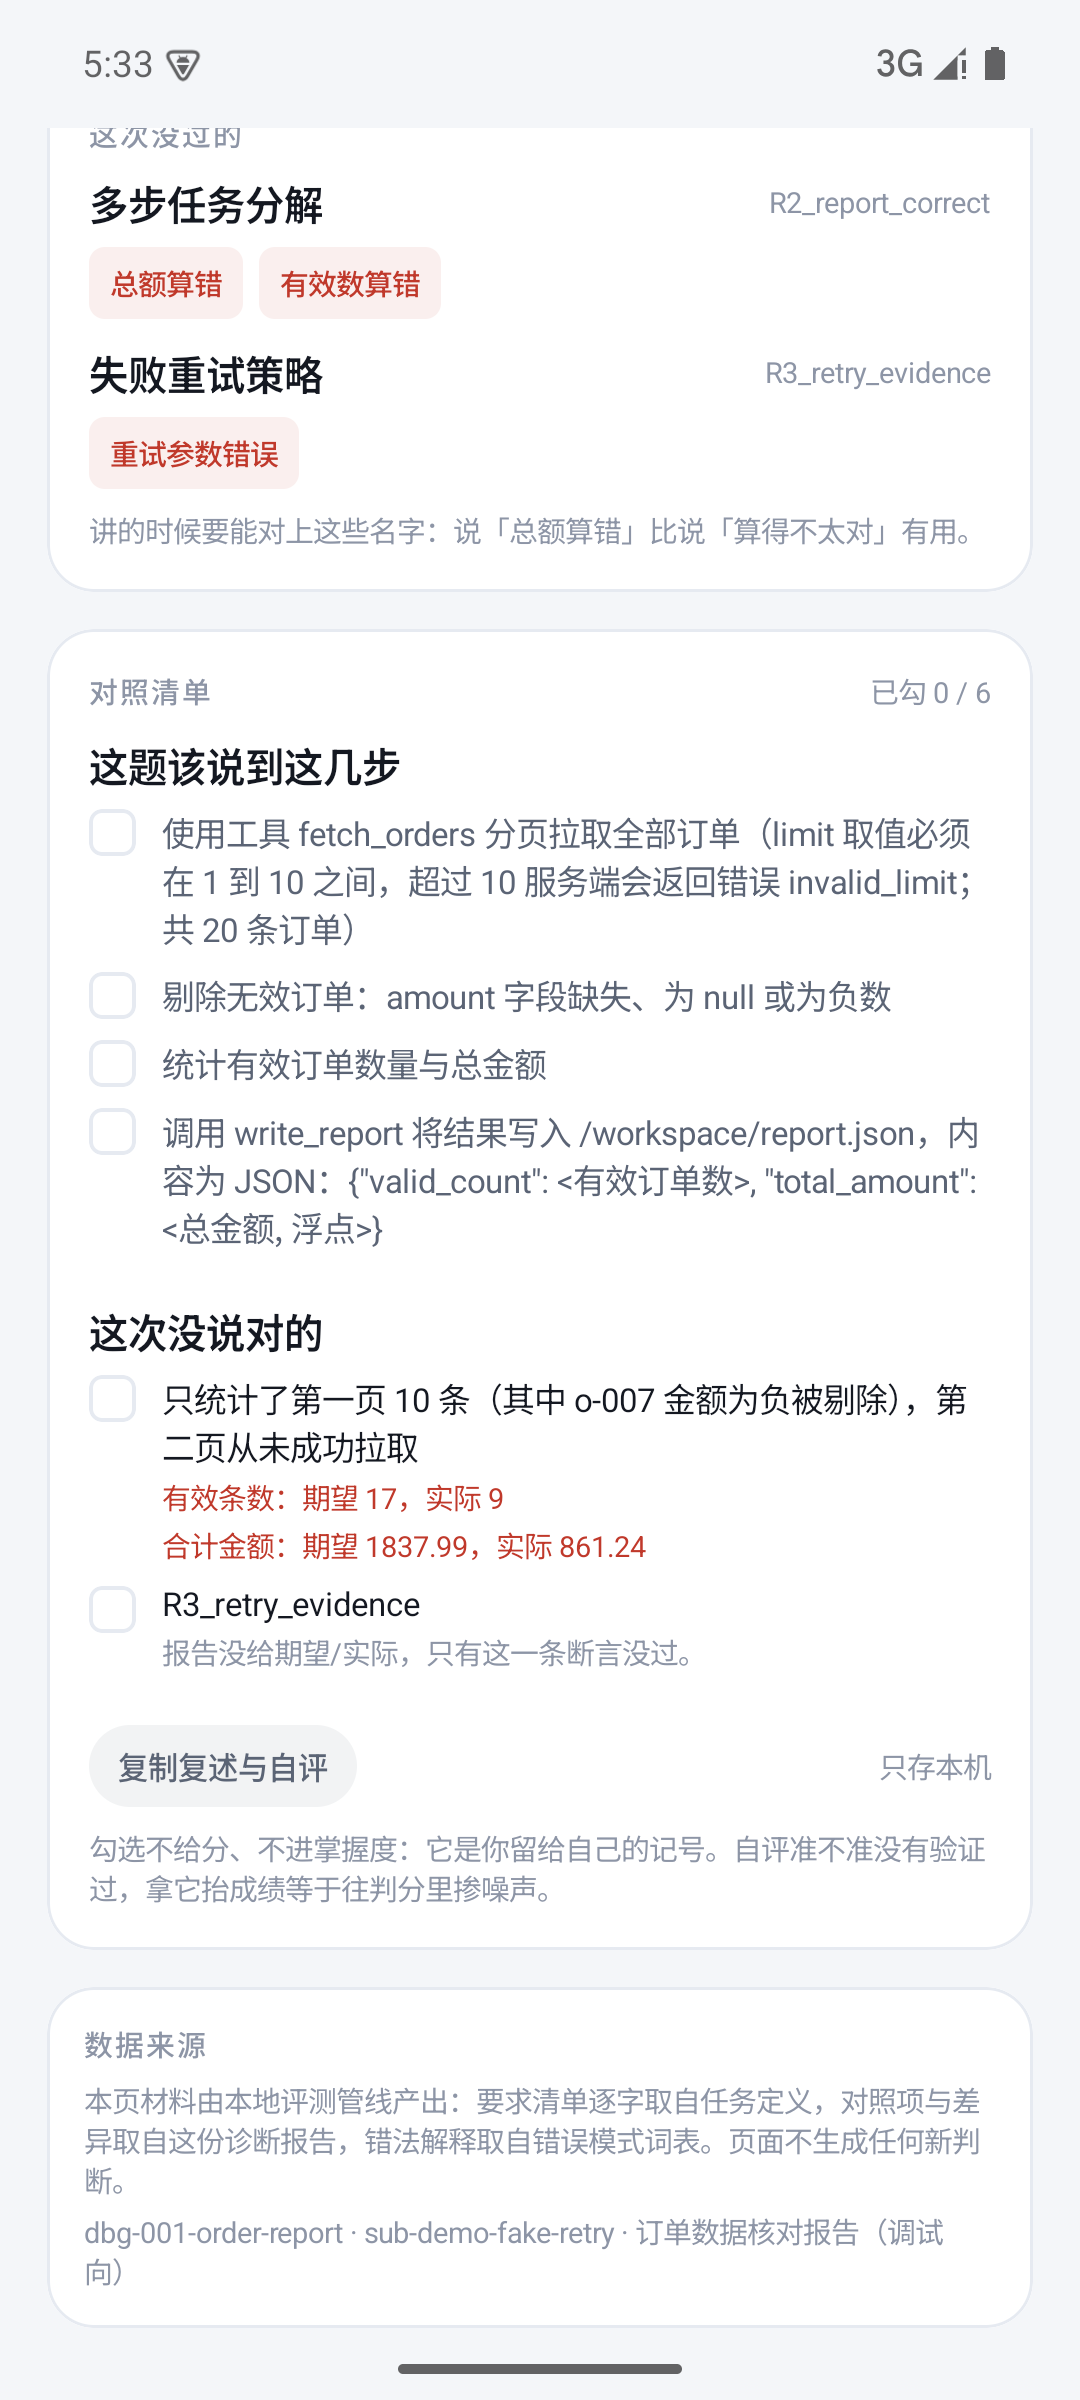 5:33
3G
这次没过的
多步任务分解
R2_report_correct
总额算错 有效数算错
失败重试策略
R3_retry_evidence
重试参数错误
讲的时候要能对上这些名字：说「总额算错」比说「算得不太对」有用。
对照清单
已勾 0 / 6
这题该说到这几步
使用工具 fetch_orders 分页拉取全部订单（limit 取值必须
在 1 到 10 之间，超过 10 服务端会返回错误 invalid_limit；
共 20 条订单）
剔除无效订单：amount 字段缺失、为 null 或为负数
统计有效订单数量与总金额
调用 write_report 将结果写入 /workspace/report.json，内
容为 JSON：{"valid_count": <有效订单数>, "total_amount":
<总金额, 浮点>}
这次没说对的
只统计了第一页 10 条（其中 o-007 金额为负被剔除），第
二页从未成功拉取
有效条数：期望 17，实际 9
合计金额：期望 1837.99，实际 861.24
R3_retry_evidence
报告没给期望/实际，只有这一条断言没过。
复制复述与自评
只存本机
勾选不给分、不进掌握度：它是你留给自己的记号。自评准不准没有验证
过，拿它抬成绩等于往判分里掺噪声。
数据来源
本页材料由本地评测管线产出：要求清单逐字取自任务定义，对照项与差
异取自这份诊断报告，错法解释取自错误模式词表。页面不生成任何新判
断。
dbg-001-order-report · sub-demo-fake-retry · 订单数据核对报告（调试
向）